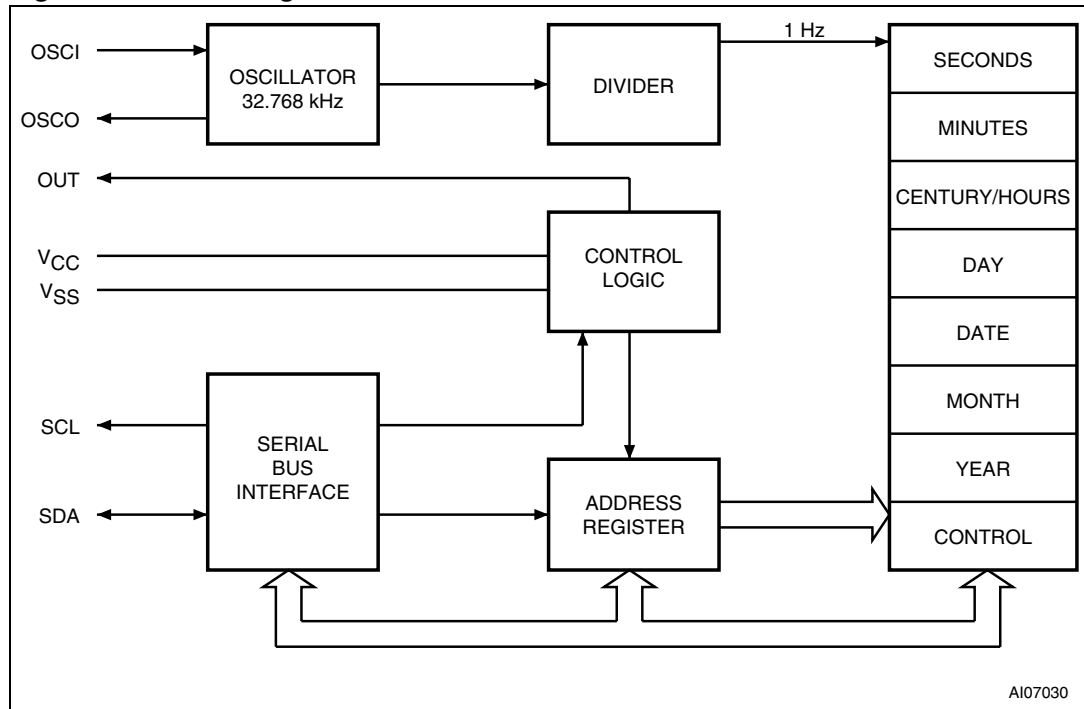 OSCI
OSCO
OUT
VCC
VSS
SCL
SDA
OSCILLATOR
32.768 kHz
DIVIDER
1 Hz
CONTROL
LOGIC
SERIAL
BUS
INTERFACE
ADDRESS
REGISTER
SECONDS
MINUTES
CENTURY/HOURS
DAY
DATE
MONTH
YEAR
CONTROL
AI07030